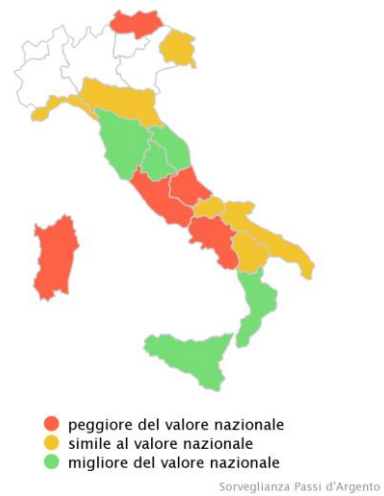 peggiore del valore nazionale
simile al valore nazionale
migliore del valore nazionale
Sorveglianza Passi d'Argento